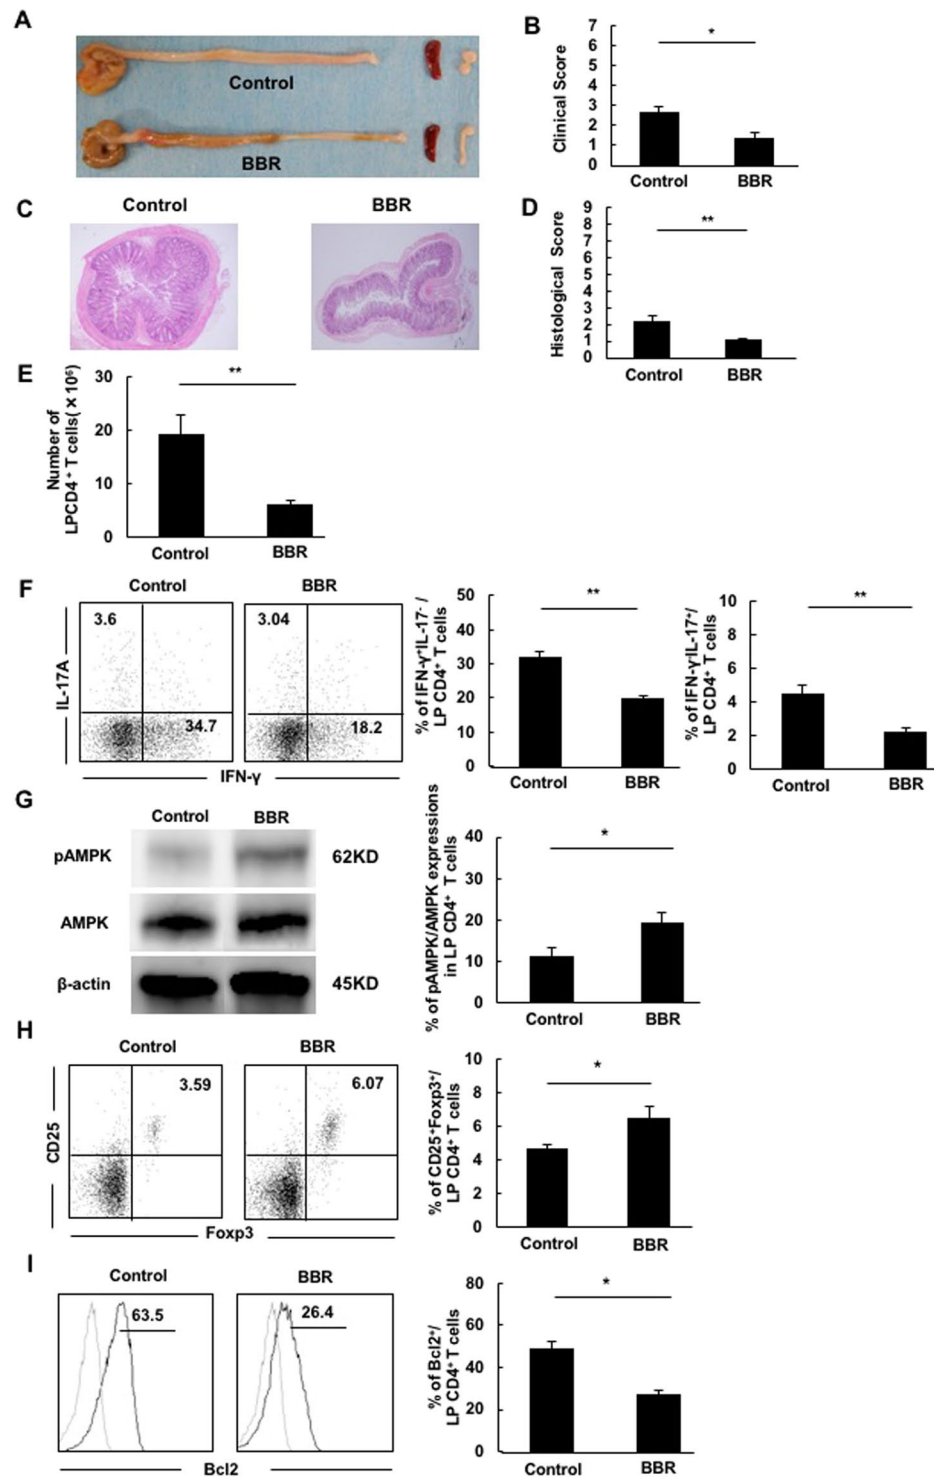 A
Control
BBR
B
Clinical Score
7
6
5
4
3
2
1
0
*
Control BBR
C
Control BBR
D
Histological Score
9
8
7
6
5
4
3
2
1
0
**
Control BBR
E
Number of
LPCD4⁺ T cells(×10⁶)
30
20
10
0
**
Control BBR
F
Control BBR
IL-17A
3.6
34.7
3.04
18.2
IFN-γ
% of IFN-γ⁺IL-17⁻ /
LP CD4⁺ T cells
50
40
30
20
10
0
**
Control BBR
% of IFN-γ⁻IL-17⁺/
LP CD4⁺ T cells
10
8
6
4
2
0
**
Control BBR
G
Control BBR
pAMPK 62KD
AMPK
β-actin 45KD
% of pAMPK/AMPK expressions
in LP CD4⁺ T cells
40
30
20
10
0
*
Control BBR
H
Control BBR
CD25
3.59
6.07
Foxp3
% of CD25⁺Foxp3⁺/
LP CD4⁺ T cells
10
8
6
4
2
0
*
Control BBR
I
Control BBR
63.5
26.4
Bcl2
% of Bcl2⁺/
LP CD4⁺T cells
80
60
40
20
0
*
Control BBR